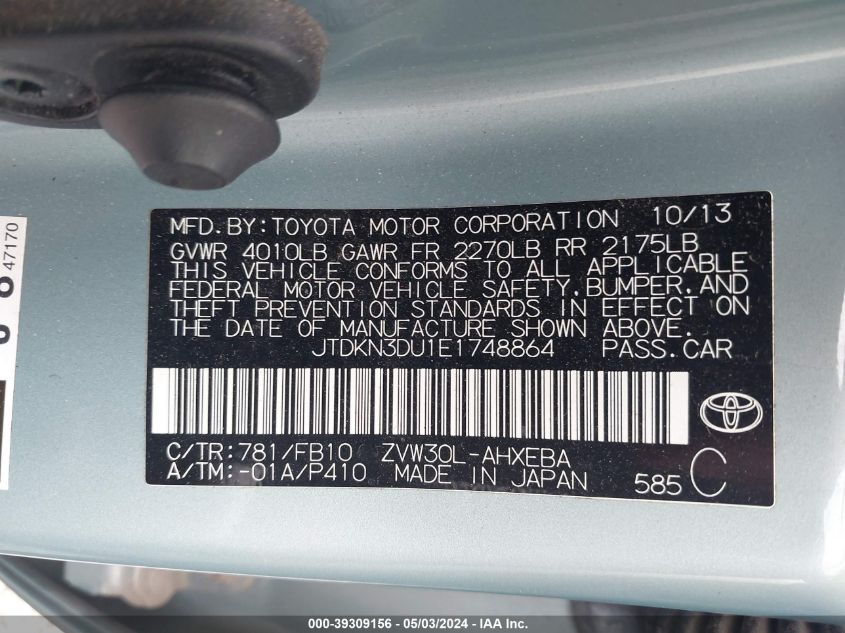 MFD.BY:TOYOTA MOTOR CORPORATION 10/13
GVWR 4010LB GAWR FR 2270LB RR 2175LB
THIS VEHICLE CONFORMS TO ALL APPLICABLE
FEDERAL MOTOR VEHICLE SAFETY,BUMPER,AND
THEFT PREVENTION STANDARDS IN EFFECT ON
THE DATE OF MANUFACTURE SHOWN ABOVE.
JTDKN3DU1E1748864 PASS.CAR
C/TR:781/FB10 ZVW30L-AHXEBA
A/TM:-01A/P410 MADE IN JAPAN
585 C
47170
000-39309156 / 05/03/2024 / IAA Inc.